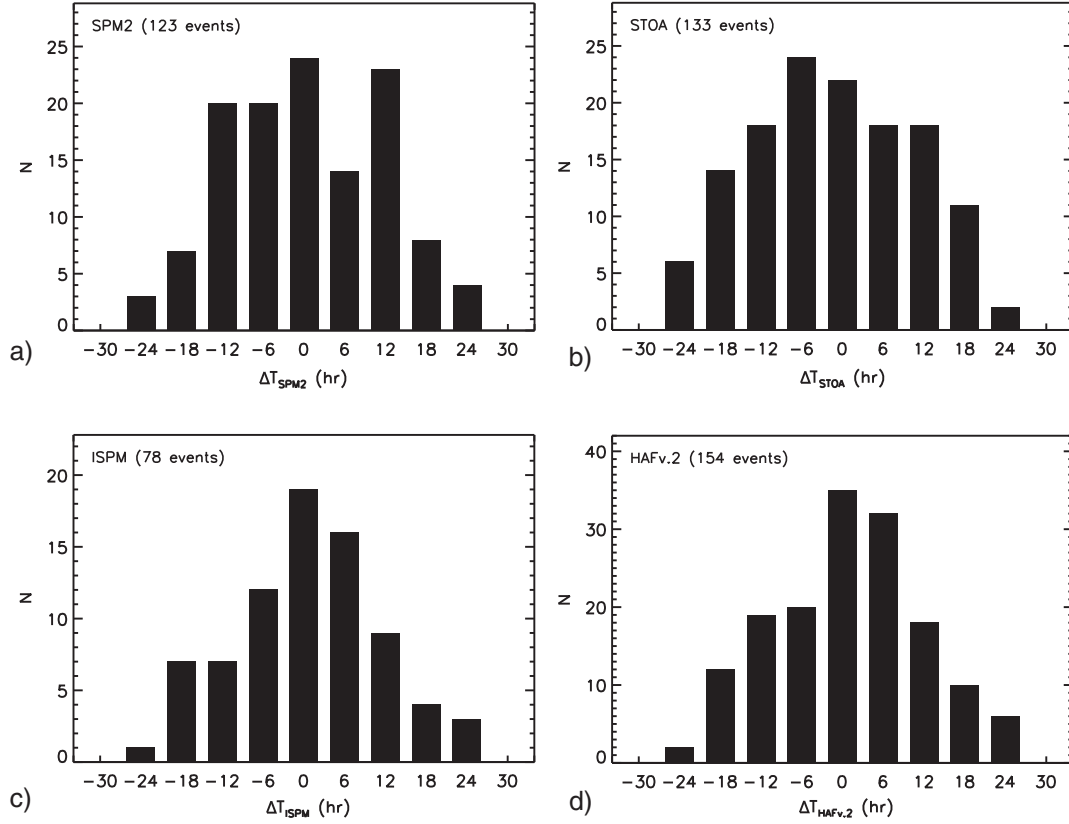 SPM2 (123 events)
25
20
15
10
5
0
N
−30 −24 −18 −12 −6 0 6 12 18 24 30
ΔT_SPM2 (hr)
a)
STOA (133 events)
25
20
15
10
5
0
N
−30 −24 −18 −12 −6 0 6 12 18 24 30
ΔT_STOA (hr)
b)
ISPM (78 events)
20
15
10
5
0
N
−30 −24 −18 −12 −6 0 6 12 18 24 30
ΔT_ISPM (hr)
c)
HAFv.2 (154 events)
40
30
20
10
0
N
−30 −24 −18 −12 −6 0 6 12 18 24 30
ΔT_HAFv.2 (hr)
d)